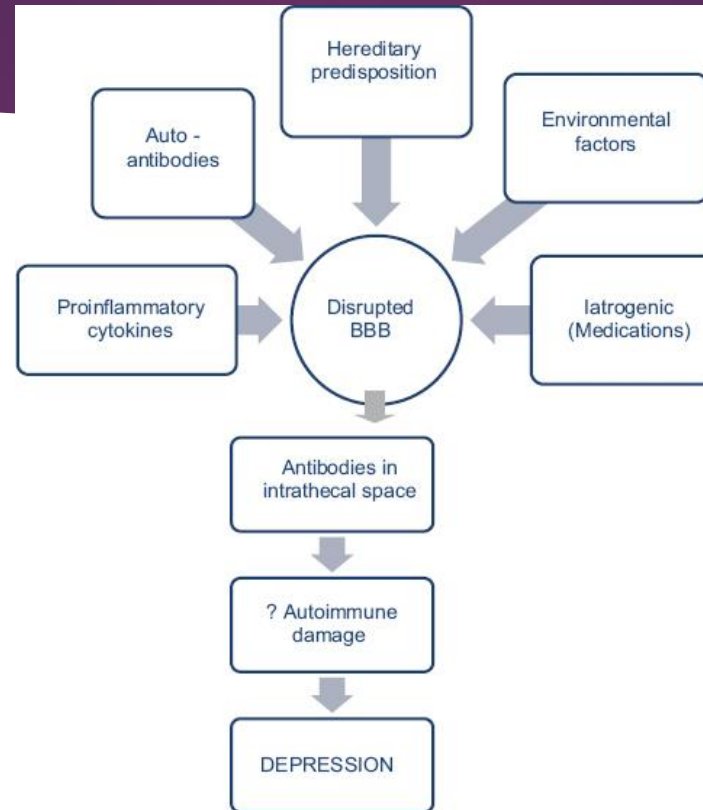 Hereditary
predisposition
Auto -
antibodies
Environmental
factors
Proinflammatory
cytokines
Disrupted
BBB
Iatrogenic
(Medications)
Antibodies in
intrathecal space
? Autoimmune
damage
DEPRESSION